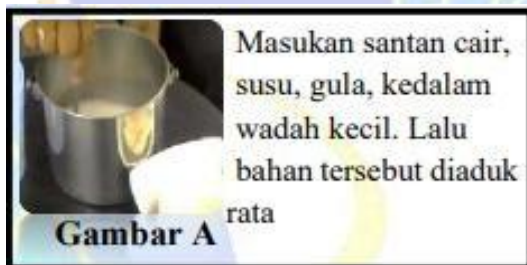 Masukan santan cair,
susu, gula, kedalam
wadah kecil. Lalu
bahan tersebut diaduk
rata
Gambar A